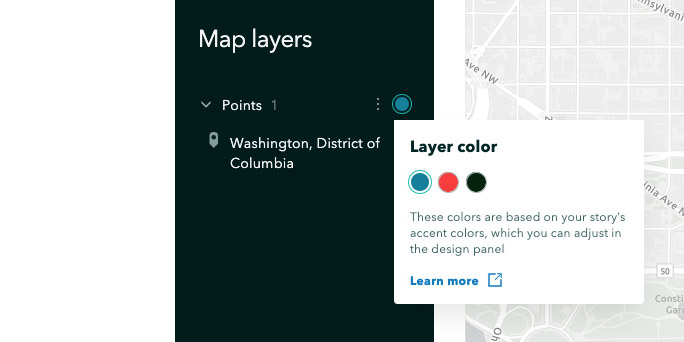 Map layers
Points 1
Washington, District of
Columbia
Layer color
These colors are based on your story's
accent colors, which you can adjust in
the design panel
Learn more
Ave NW
50